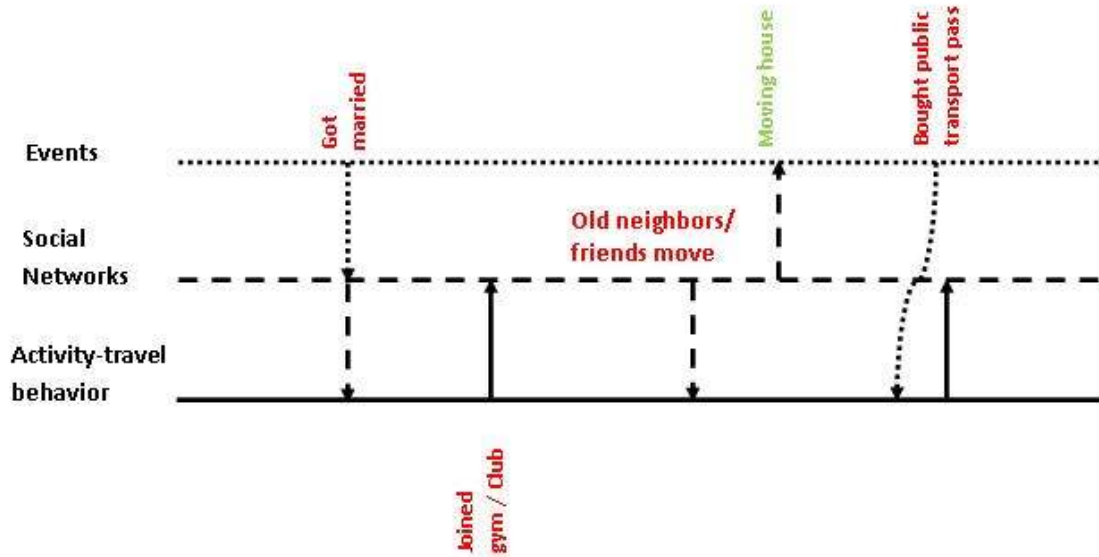 Got
married
Moving house
Bought public
transport pass
Events
Old neighbors/
friends move
Social
Networks
Activity-travel
behavior
Joined
gym / Club